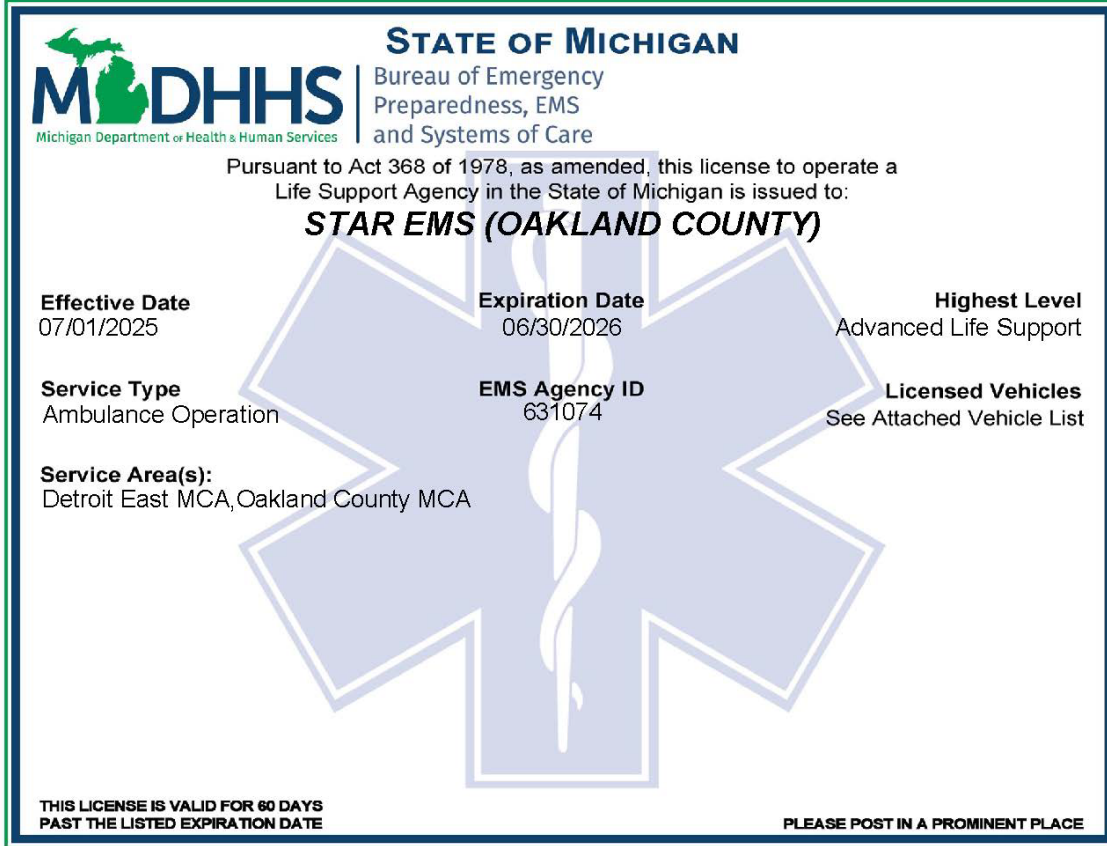 STATE OF MICHIGAN
MDHHS
Michigan Department of Health & Human Services
Bureau of Emergency
Preparedness, EMS
and Systems of Care
Pursuant to Act 368 of 1978, as amended, this license to operate a
Life Support Agency in the State of Michigan is issued to:
STAR EMS (OAKLAND COUNTY)
Effective Date
07/01/2025
Expiration Date
06/30/2026
Highest Level
Advanced Life Support
Service Type
Ambulance Operation
EMS Agency ID
631074
Licensed Vehicles
See Attached Vehicle List
Service Area(s):
Detroit East MCA,Oakland County MCA
THIS LICENSE IS VALID FOR 60 DAYS
PAST THE LISTED EXPIRATION DATE
PLEASE POST IN A PROMINENT PLACE